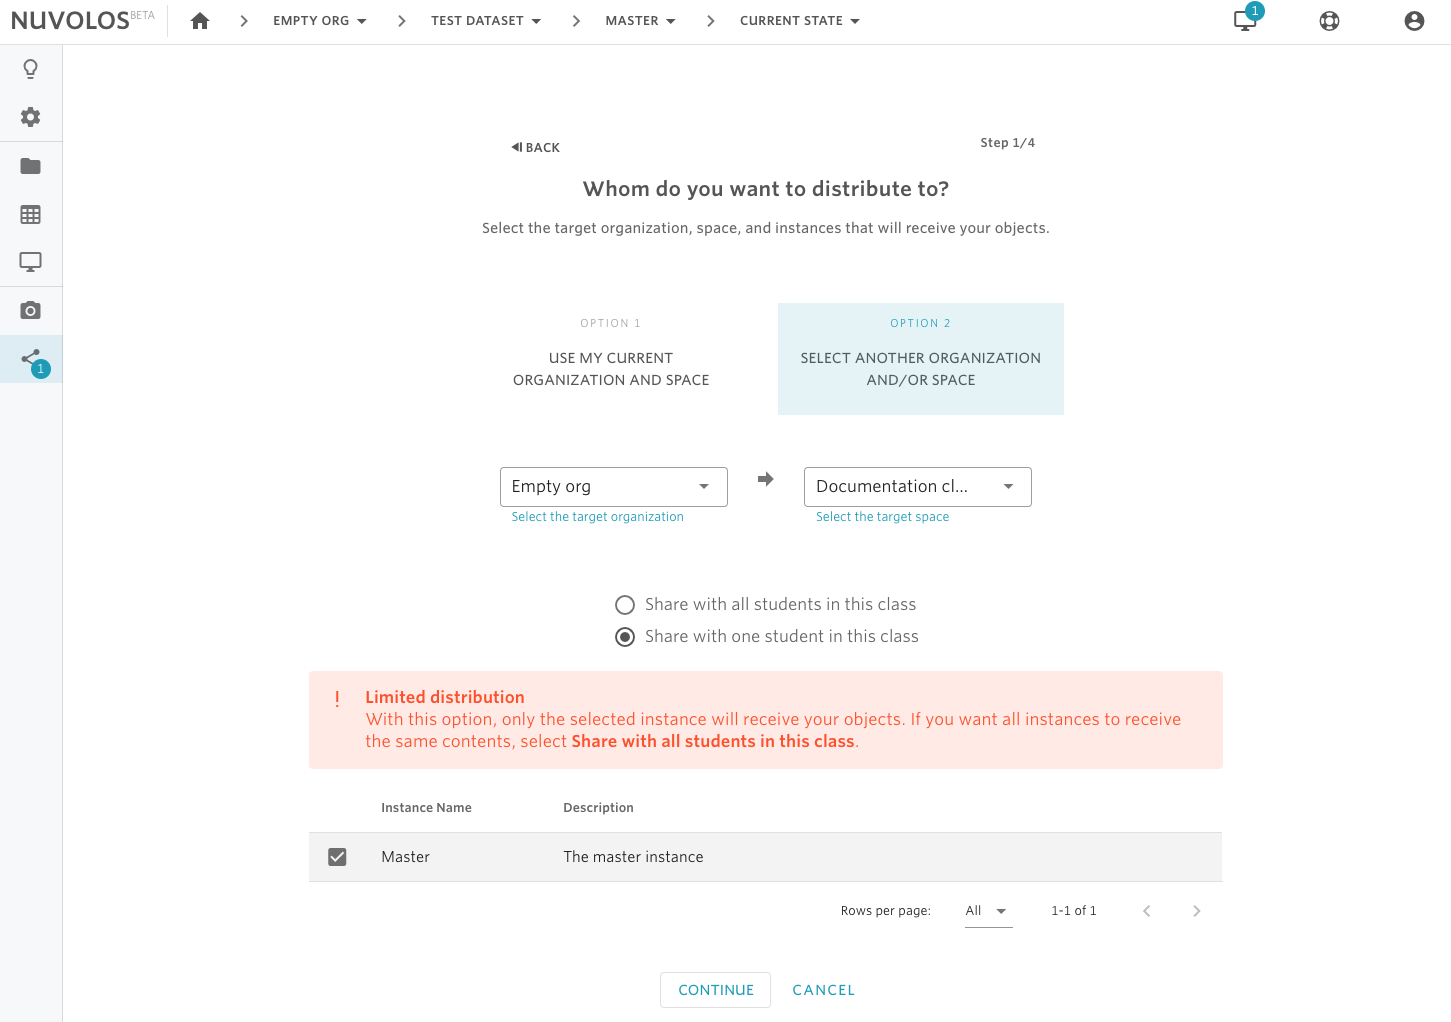 NUVOLOS BETA
EMPTY ORG
TEST DATASET
MASTER
CURRENT STATE
1
1
BACK
Step 1/4
Whom do you want to distribute to?
Select the target organization, space, and instances that will receive your objects.
OPTION 1
USE MY CURRENT
ORGANIZATION AND SPACE
OPTION 2
SELECT ANOTHER ORGANIZATION
AND/OR SPACE
Empty org
Select the target organization
Documentation cl...
Select the target space
Share with all students in this class
Share with one student in this class
! Limited distribution
With this option, only the selected instance will receive your objects. If you want all instances to receive
the same contents, select Share with all students in this class.
Instance Name Description
Master The master instance
Rows per page: All 1-1 of 1
CONTINUE CANCEL